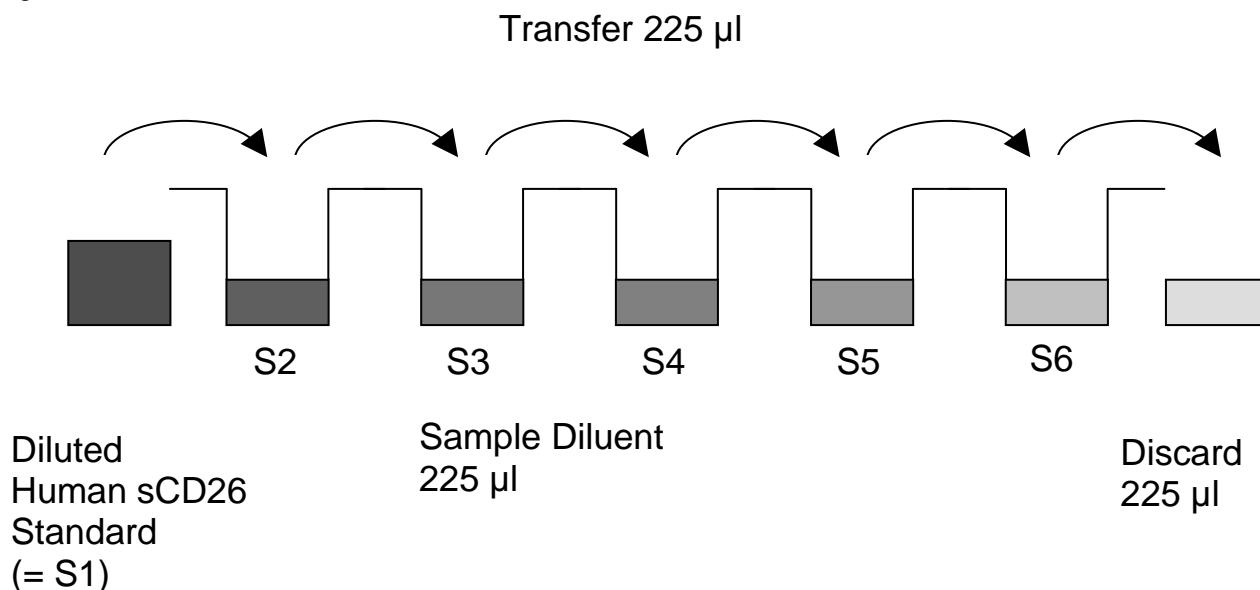 Transfer 225 µl
S2
S3
S4
S5
S6
Diluted
Human sCD26
Standard
(= S1)
Sample Diluent
225 µl
Discard
225 µl